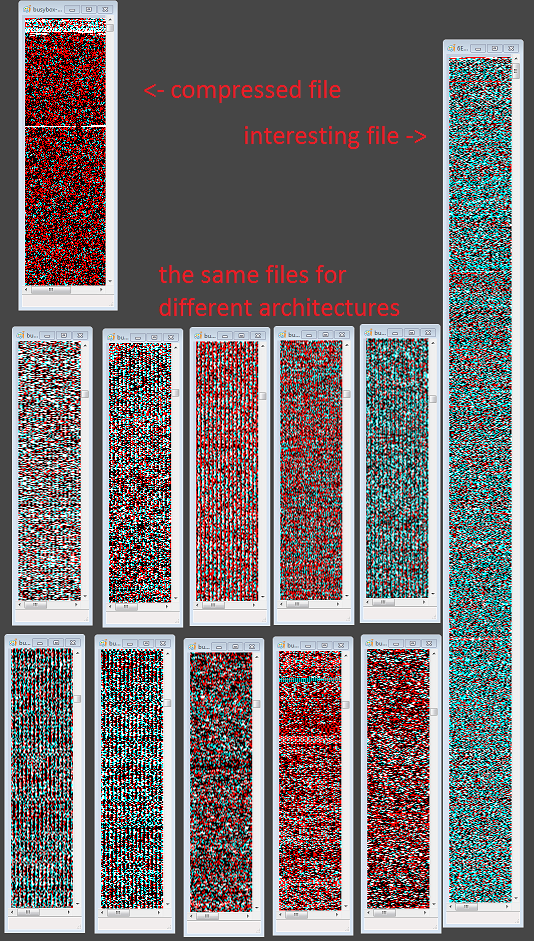 busybox-...
6E...
<- compressed file
interesting file ->
the same files for
different architectures
bu...
bu...
bu...
bu...
bu...
bu...
bu...
bu...
bu...
bu...